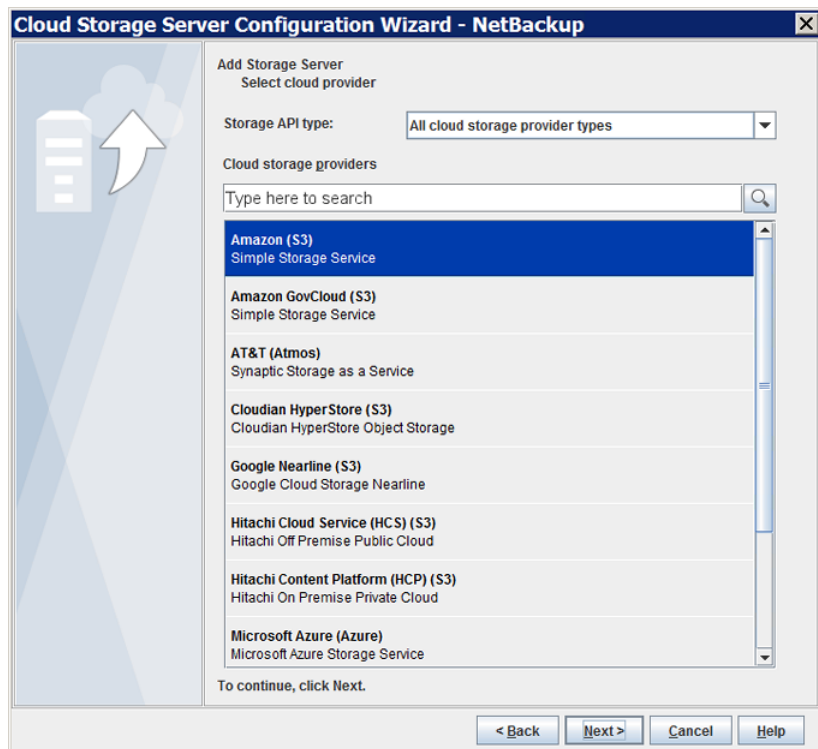 Cloud Storage Server Configuration Wizard - NetBackup
Add Storage Server
Select cloud provider
Storage API type:
All cloud storage provider types
Cloud storage providers
Type here to search
Amazon (S3)
Simple Storage Service
Amazon GovCloud (S3)
Simple Storage Service
AT&T (Atmos)
Synaptic Storage as a Service
Cloudian HyperStore (S3)
Cloudian HyperStore Object Storage
Google Nearline (S3)
Google Cloud Storage Nearline
Hitachi Cloud Service (HCS) (S3)
Hitachi Off Premise Public Cloud
Hitachi Content Platform (HCP) (S3)
Hitachi On Premise Private Cloud
Microsoft Azure (Azure)
Microsoft Azure Storage Service
To continue, click Next.
< Back Next > Cancel Help